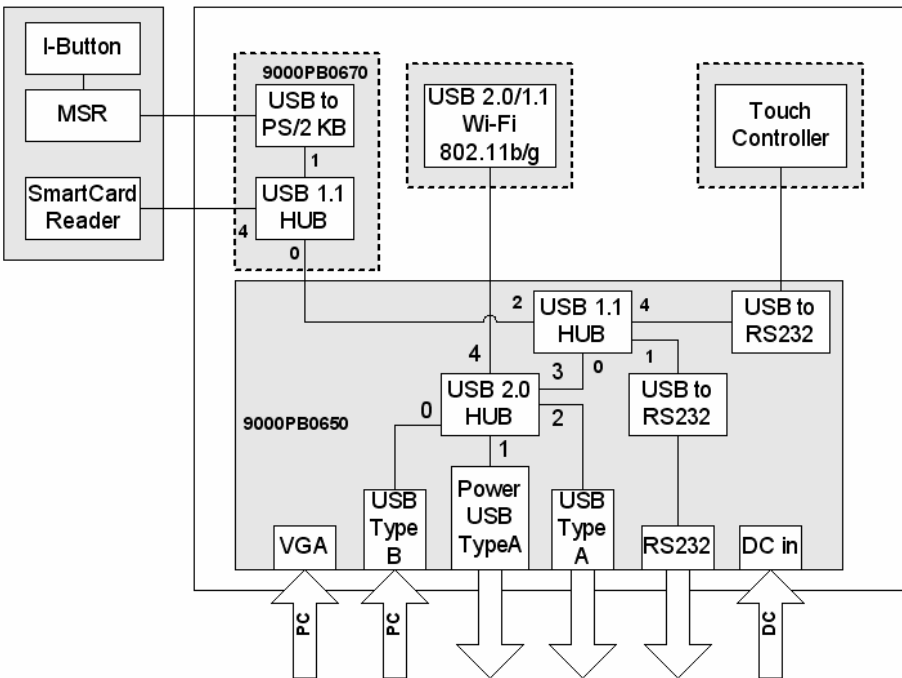 I-Button
MSR
SmartCard
Reader
9000PB0670
USB to
PS/2 KB
1
USB 1.1
HUB
4
0
USB 2.0/1.1
Wi-Fi
802.11b/g
Touch
Controller
2
USB 1.1
HUB
4
USB to
RS232
4
3
0
1
USB 2.0
HUB
0
2
1
USB to
RS232
9000PB0650
VGA
USB
Type
B
Power
USB
TypeA
USB
Type
A
RS232
DC in
PC
PC
DC